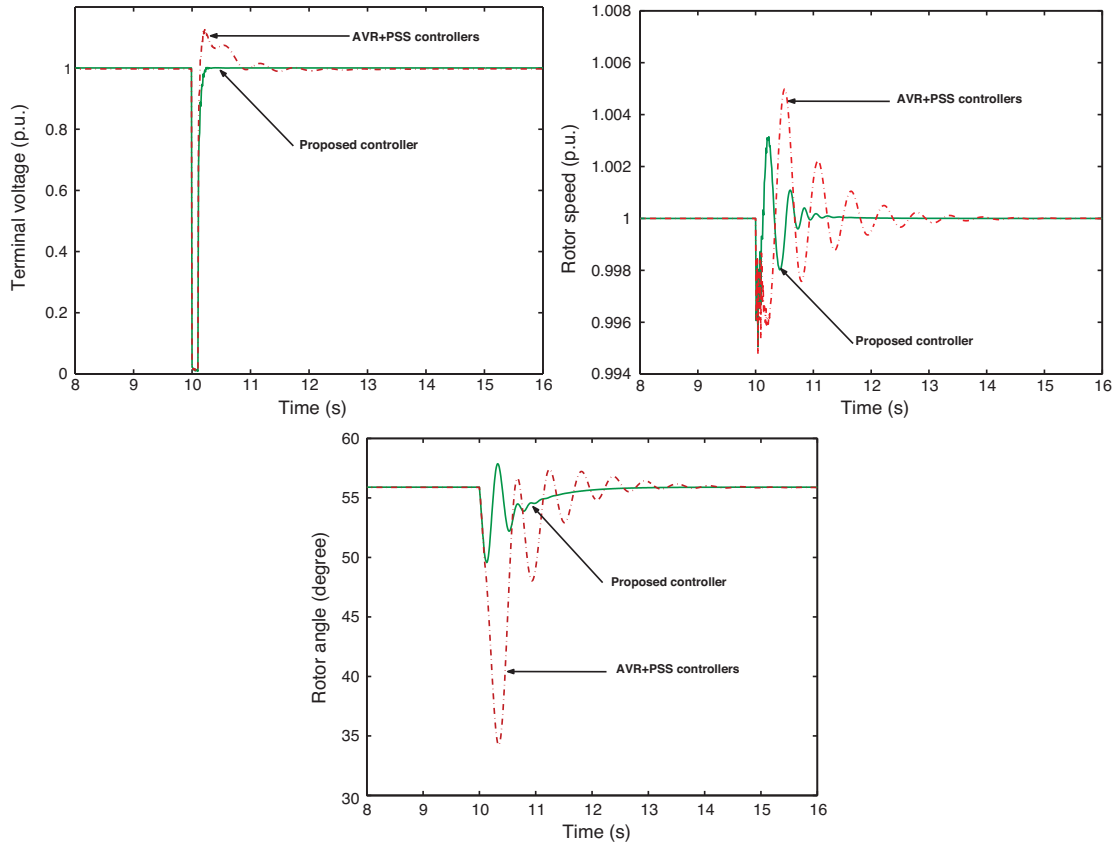 Terminal voltage (p.u.)
1
0.8
0.6
0.4
0.2
0
8 9 10 11 12 13 14 15 16
Time (s)
AVR+PSS controllers
Proposed controller
Rotor speed (p.u.)
1.008
1.006
1.004
1.002
1
0.998
0.996
0.994
8 9 10 11 12 13 14 15 16
Time (s)
AVR+PSS controllers
Proposed controller
Rotor angle (degree)
60
55
50
45
40
35
30
8 9 10 11 12 13 14 15 16
Time (s)
Proposed controller
AVR+PSS controllers